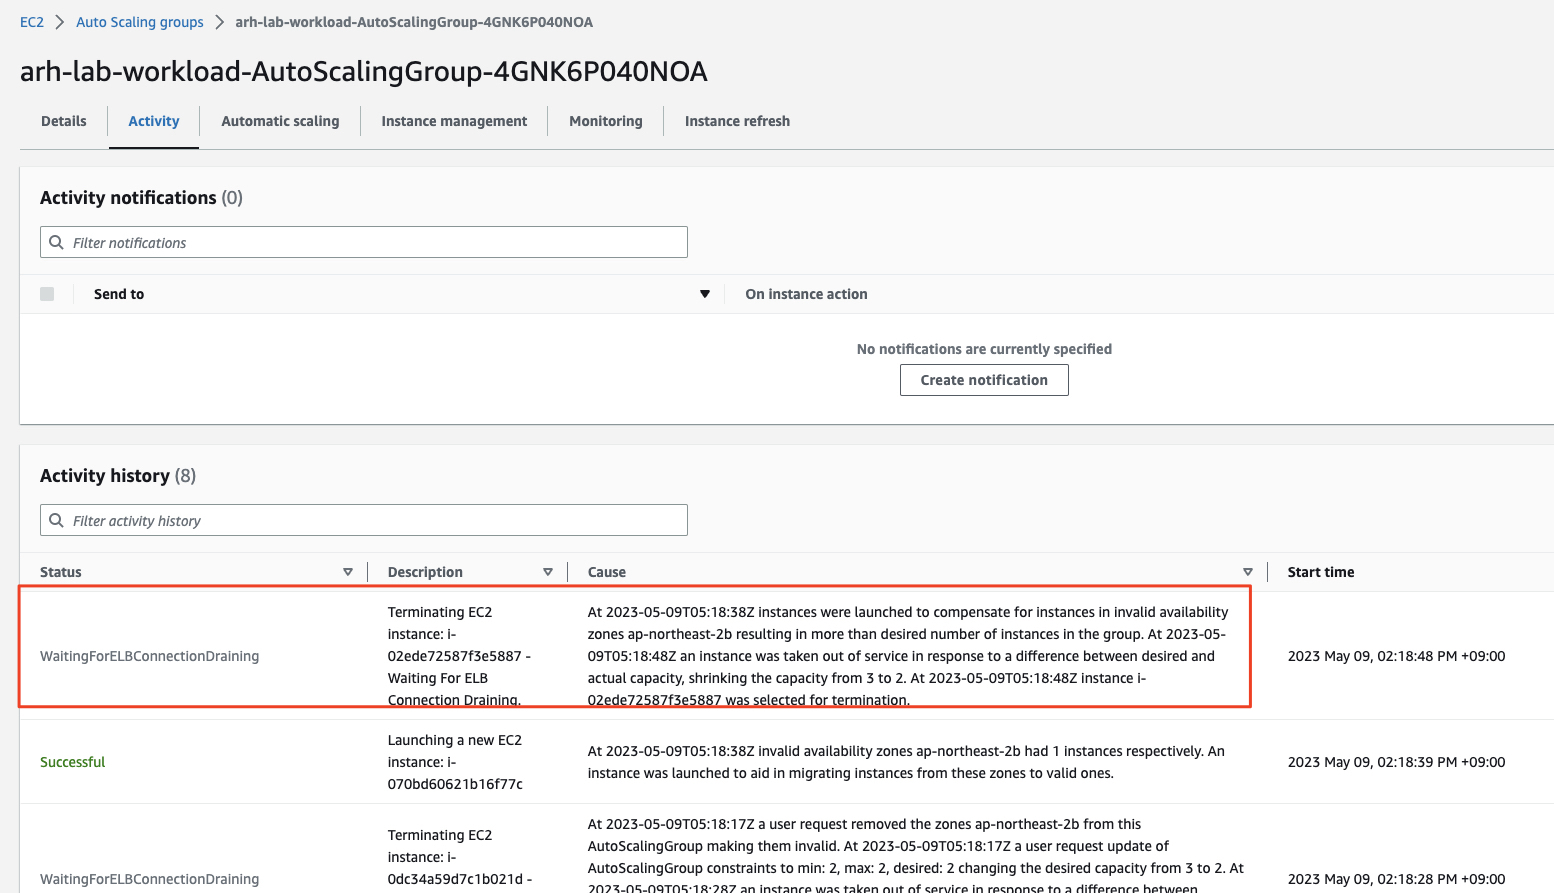 EC2 > Auto Scaling groups > arh-lab-workload-AutoScalingGroup-4GNK6P040NOA
arh-lab-workload-AutoScalingGroup-4GNK6P040NOA
Details Activity Automatic scaling Instance management Monitoring Instance refresh
Activity notifications (0)
Filter notifications
Send to On instance action
No notifications are currently specified
Create notification
Activity history (8)
Filter activity history
Status Description Cause Start time
WaitingForELBConnectionDraining
Terminating EC2
instance: i-
02ede72587f3e5887 -
Waiting For ELB
Connection Draining.
At 2023-05-09T05:18:38Z instances were launched to compensate for instances in invalid availability
zones ap-northeast-2b resulting in more than desired number of instances in the group. At 2023-05-
09T05:18:48Z an instance was taken out of service in response to a difference between desired and
actual capacity, shrinking the capacity from 3 to 2. At 2023-05-09T05:18:48Z instance i-
02ede72587f3e5887 was selected for termination.
2023 May 09, 02:18:48 PM +09:00
Successful
Launching a new EC2
instance: i-
070bd60621b16f77c
At 2023-05-09T05:18:38Z invalid availability zones ap-northeast-2b had 1 instances respectively. An
instance was launched to aid in migrating instances from these zones to valid ones.
2023 May 09, 02:18:39 PM +09:00
WaitingForELBConnectionDraining
Terminating EC2
instance: i-
0dc34a59d7c1b021d -
At 2023-05-09T05:18:17Z a user request removed the zones ap-northeast-2b from this
AutoScalingGroup making them invalid. At 2023-05-09T05:18:17Z a user request update of
AutoScalingGroup constraints to min: 2, max: 2, desired: 2 changing the desired capacity from 3 to 2. At
2023-05-09T05:18:28Z an instance was taken out of service in response to a difference between
2023 May 09, 02:18:28 PM +09:00